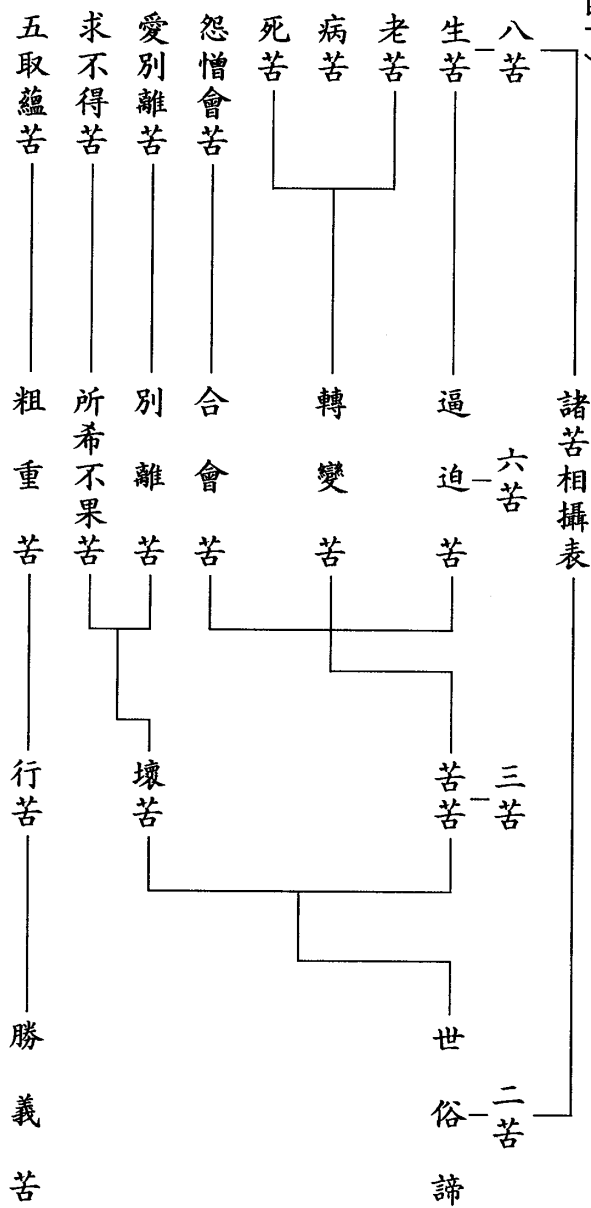 諸苦相攝表
八苦
生苦
老苦
病苦
死苦
怨憎會苦
愛別離苦
求不得苦
五取蘊苦
六苦
逼迫苦
轉變苦
合會苦
別離苦
所希不果苦
粗重苦
三苦
苦苦
壞苦
行苦
二苦
世俗諦
勝義苦